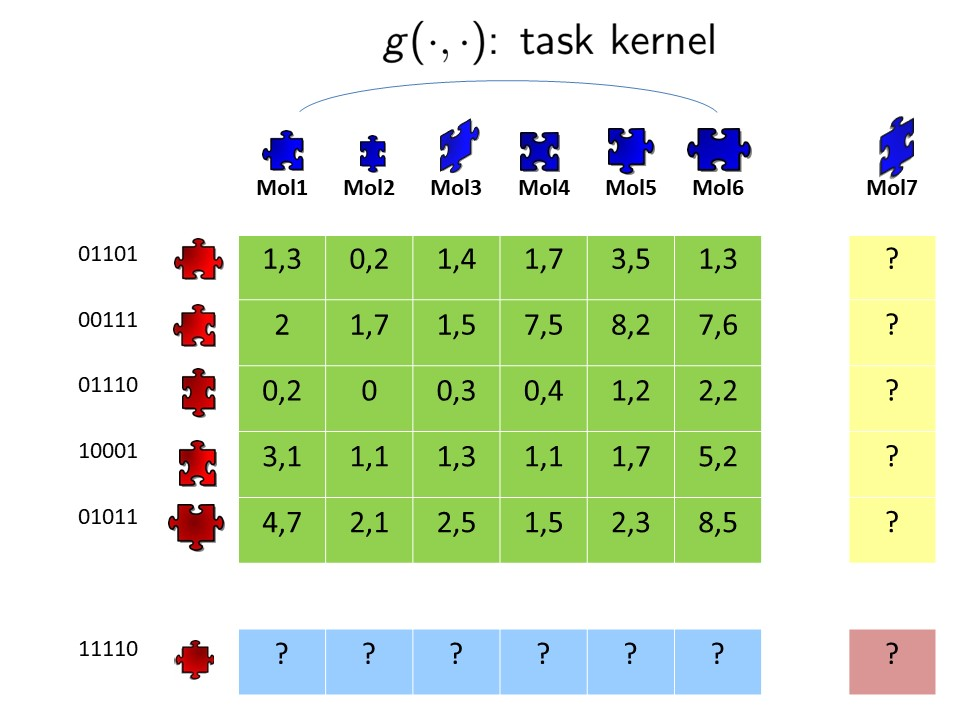 g(·, ·): task kernel
Mol1 Mol2 Mol3 Mol4 Mol5 Mol6 Mol7
01101 1,3 0,2 1,4 1,7 3,5 1,3 ?
00111 2 1,7 1,5 7,5 8,2 7,6 ?
01110 0,2 0 0,3 0,4 1,2 2,2 ?
10001 3,1 1,1 1,3 1,1 1,7 5,2 ?
01011 4,7 2,1 2,5 1,5 2,3 8,5 ?
11110 ? ? ? ? ? ? ?